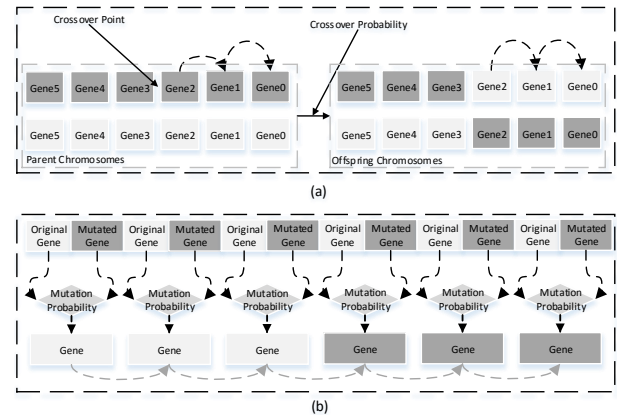 Crossover Point
Crossover Probability
Gene5 Gene4 Gene3 Gene2 Gene1 Gene0 Gene5 Gene4 Gene3 Gene2 Gene1 Gene0
Gene5 Gene4 Gene3 Gene2 Gene1 Gene0 Gene5 Gene4 Gene3 Gene2 Gene1 Gene0
Parent Chromosomes Offspring Chromosomes
(a)
Original Mutated Original Mutated Original Mutated Original Mutated Original Mutated Original Mutated
Gene Gene Gene Gene Gene Gene Gene Gene Gene Gene Gene Gene
Mutation Mutation Mutation Mutation Mutation Mutation
Probability Probability Probability Probability Probability Probability
Gene Gene Gene Gene Gene Gene
(b)